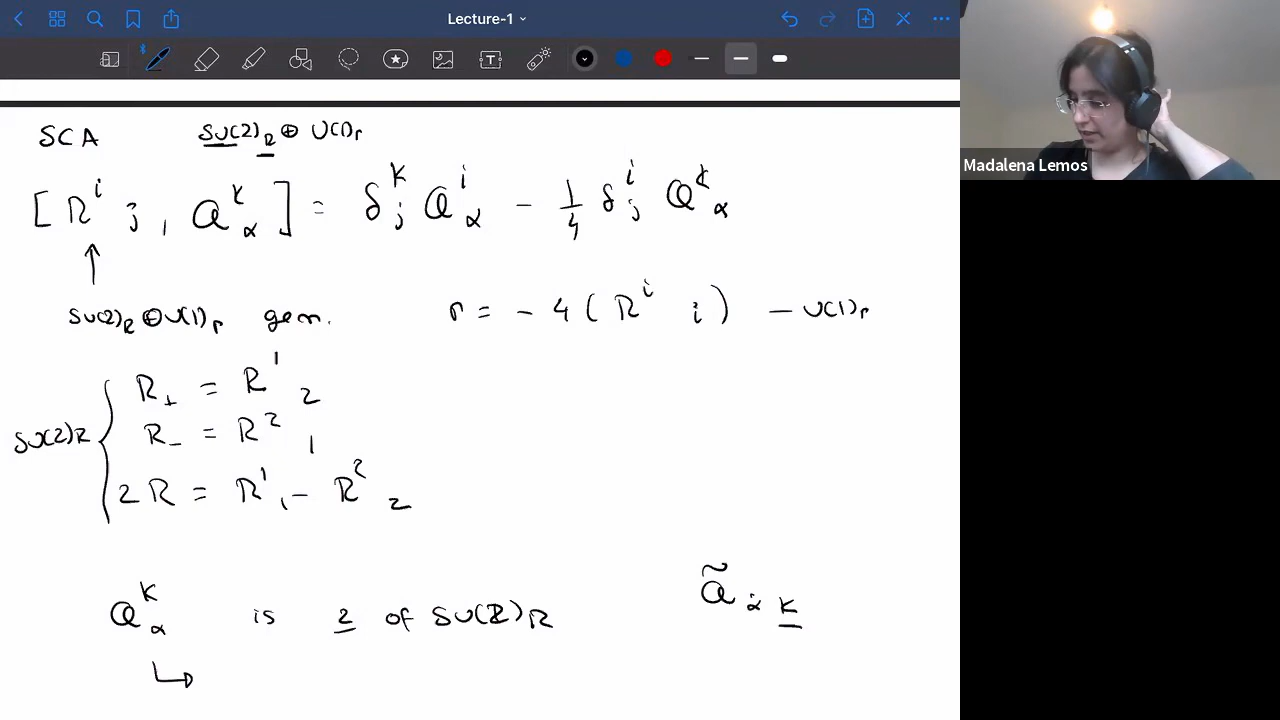 Lecture-1
Madalena Lemos
SCA SU(2)_R ⊕ U(1)_r
[R^i_j, Q^k_α] = δ^k_j Q^i_α - 1/4 δ^i_j Q^k_α
↑
SU(2)_R ⊕ U(1)_r gen. r = -4(R^i_i) — U(1)_r
R_+ = R^1_2
SU(2)_R { R_- = R^2_1
2R = R^1_1 - R^2_2
Q^k_α is 2 of SU(2)_R Q̃_α̇ k
↳